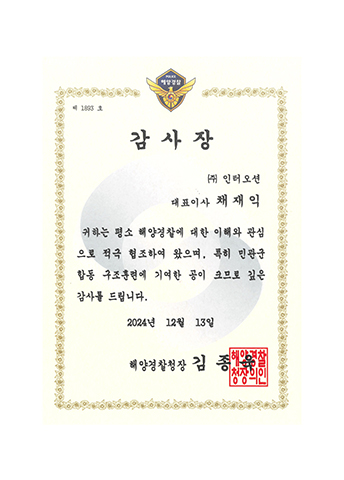 POLICE
해양경찰
제 1893 호
감 사 장
㈜ 인터오션
대표이사 채재익
귀하는 평소 해양경찰에 대한 이해와 관심
으로 적극 협조하여 왔으며, 특히 민관군
합동 구조훈련에 기여한 공이 크므로 깊은
감사를 드립니다.
2024년 12월 13일
해양경찰청장 김 종 욱
해양경찰
청장의인